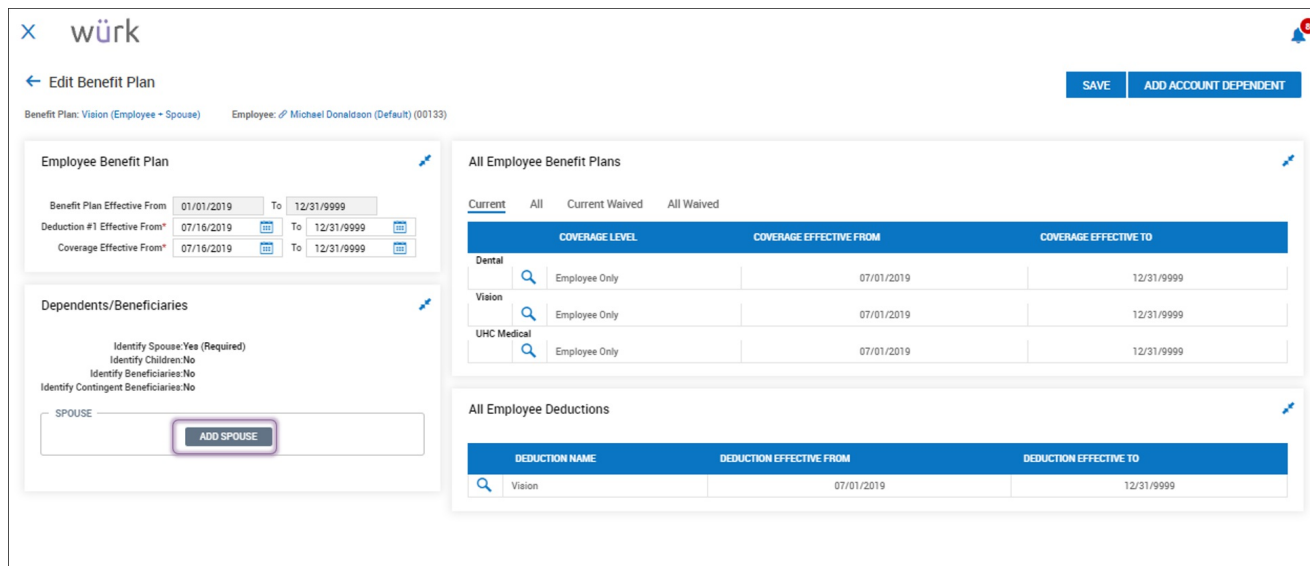 würk
8
Edit Benefit Plan
SAVE
ADD ACCOUNT DEPENDENT
Benefit Plan: Vision (Employee + Spouse) Employee: Michael Donaldson (Default) (00133)
Employee Benefit Plan
Benefit Plan Effective From 01/01/2019 To 12/31/9999
Deduction #1 Effective From* 07/16/2019 To 12/31/9999
Coverage Effective From* 07/16/2019 To 12/31/9999
Dependents/Beneficiaries
Identify Spouse:Yes (Required)
Identify Children:No
Identify Beneficiaries:No
Identify Contingent Beneficiaries:No
SPOUSE
ADD SPOUSE
All Employee Benefit Plans
Current All Current Waived All Waived
COVERAGE LEVEL COVERAGE EFFECTIVE FROM COVERAGE EFFECTIVE TO
Dental
Employee Only 07/01/2019 12/31/9999
Vision
Employee Only 07/01/2019 12/31/9999
UHC Medical
Employee Only 07/01/2019 12/31/9999
All Employee Deductions
DEDUCTION NAME DEDUCTION EFFECTIVE FROM DEDUCTION EFFECTIVE TO
Vision 07/01/2019 12/31/9999